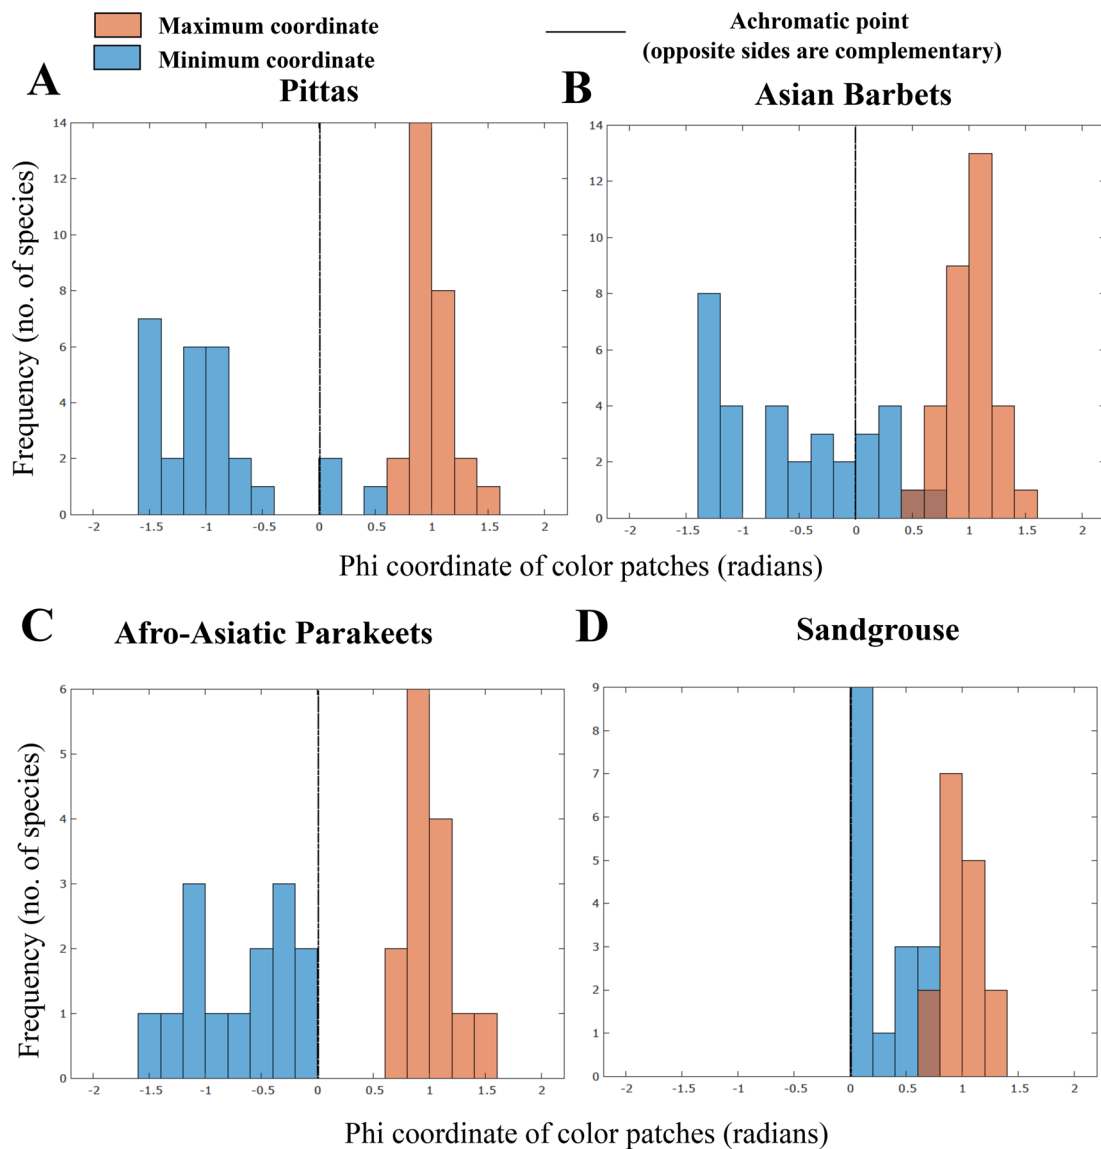 Maximum coordinate
Minimum coordinate
Achromatic point
(opposite sides are complementary)
A
Pittas
B
Asian Barbets
Frequency (no. of species)
14
12
10
8
6
4
2
0
-2 -1.5 -1 -0.5 0 0.5 1 1.5 2
14
12
10
8
6
4
2
0
-2 -1.5 -1 -0.5 0 0.5 1 1.5 2
Phi coordinate of color patches (radians)
C
Afro-Asiatic Parakeets
D
Sandgrouse
Frequency (no. of species)
6
5
4
3
2
1
0
-2 -1.5 -1 -0.5 0 0.5 1 1.5 2
9
7
6
5
4
3
2
1
0
-2 -1.5 -1 -0.5 0 0.5 1 1.5 2
Phi coordinate of color patches (radians)